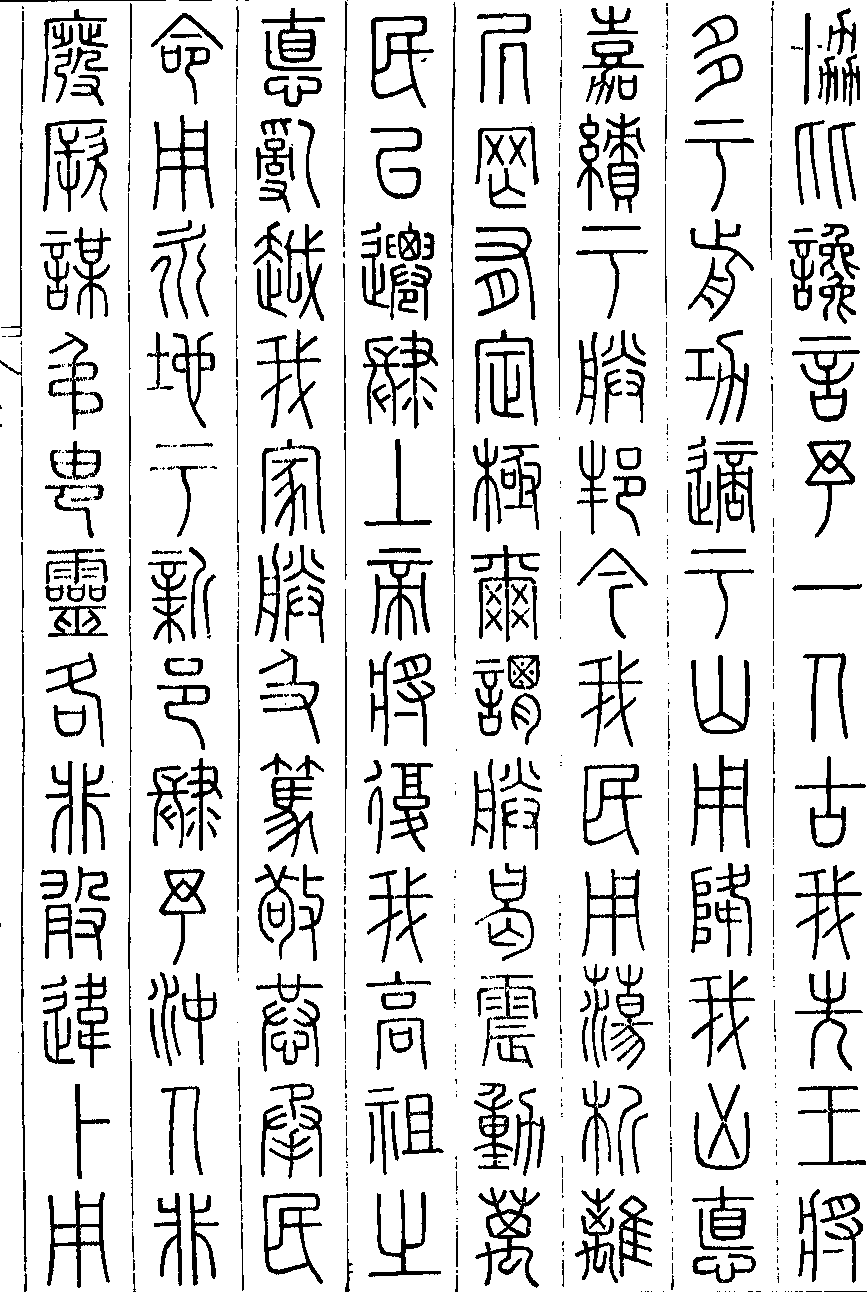 協比讒言予一人古我先王將
多于前功適于山用降我凶悳
嘉績于朕邦今我民用蕩析離
凥罔有定極爾謂朕曷震動萬
民以遷肆上帝將復我高祖之
悳亂越我家朕及篤敬恭承民
命用永地于新邑肆予沖人非
廢厥謀弔由靈各非敢違卜用